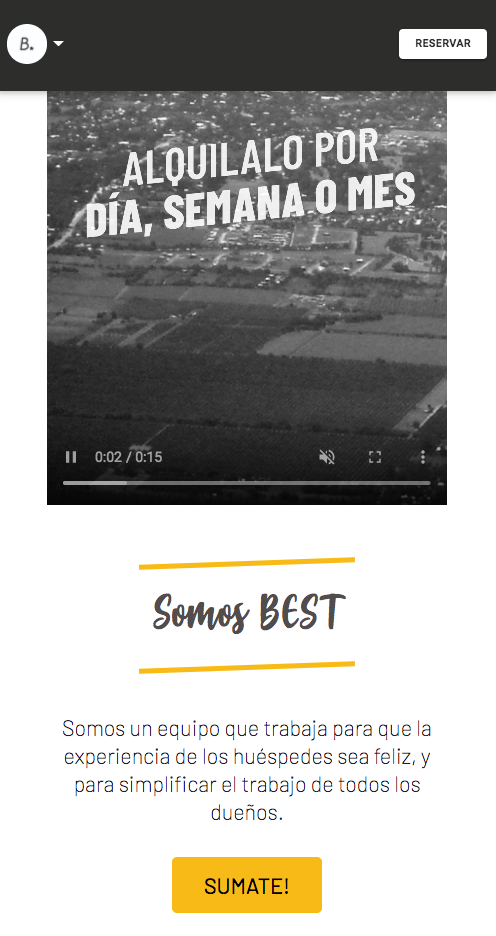 B.
RESERVAR
ALQUILALO POR
DÍA, SEMANA O MES
0:02 / 0:15
Somos BEST
Somos un equipo que trabaja para que la
experiencia de los huéspedes sea feliz, y
para simplificar el trabajo de todos los
dueños.
SUMATE!